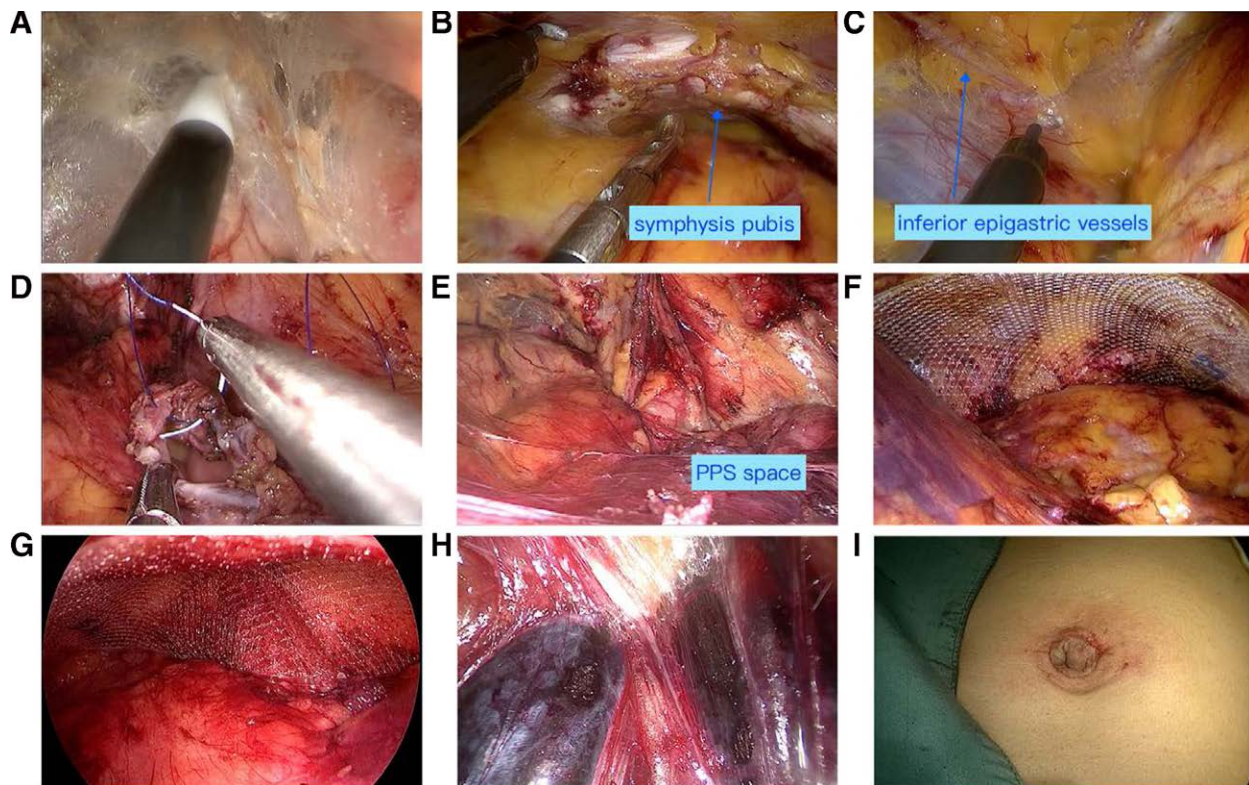 A
B
C
symphysis pubis
inferior epigastric vessels
D
E
F
PPS space
G
H
I